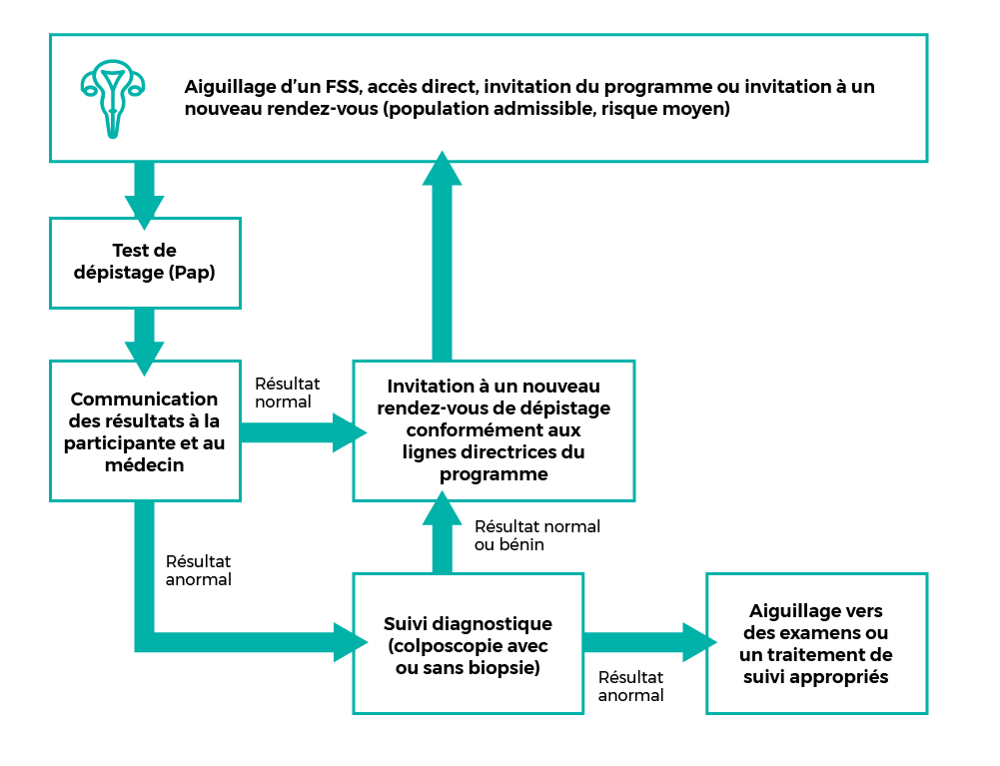 Aiguillage d’un FSS, accès direct, invitation du programme ou invitation à un
nouveau rendez-vous (population admissible, risque moyen)
Test de
dépistage (Pap)
Communication
des résultats à la
participante et au
médecin
Résultat
normal
Invitation à un nouveau
rendez-vous de dépistage
conformément aux
lignes directrices du
programme
Résultat normal
ou bénin
Résultat
anormal
Suivi diagnostique
(colposcopie avec
ou sans biopsie)
Résultat
anormal
Aiguillage vers
des examens ou
un traitement de
suivi appropriés